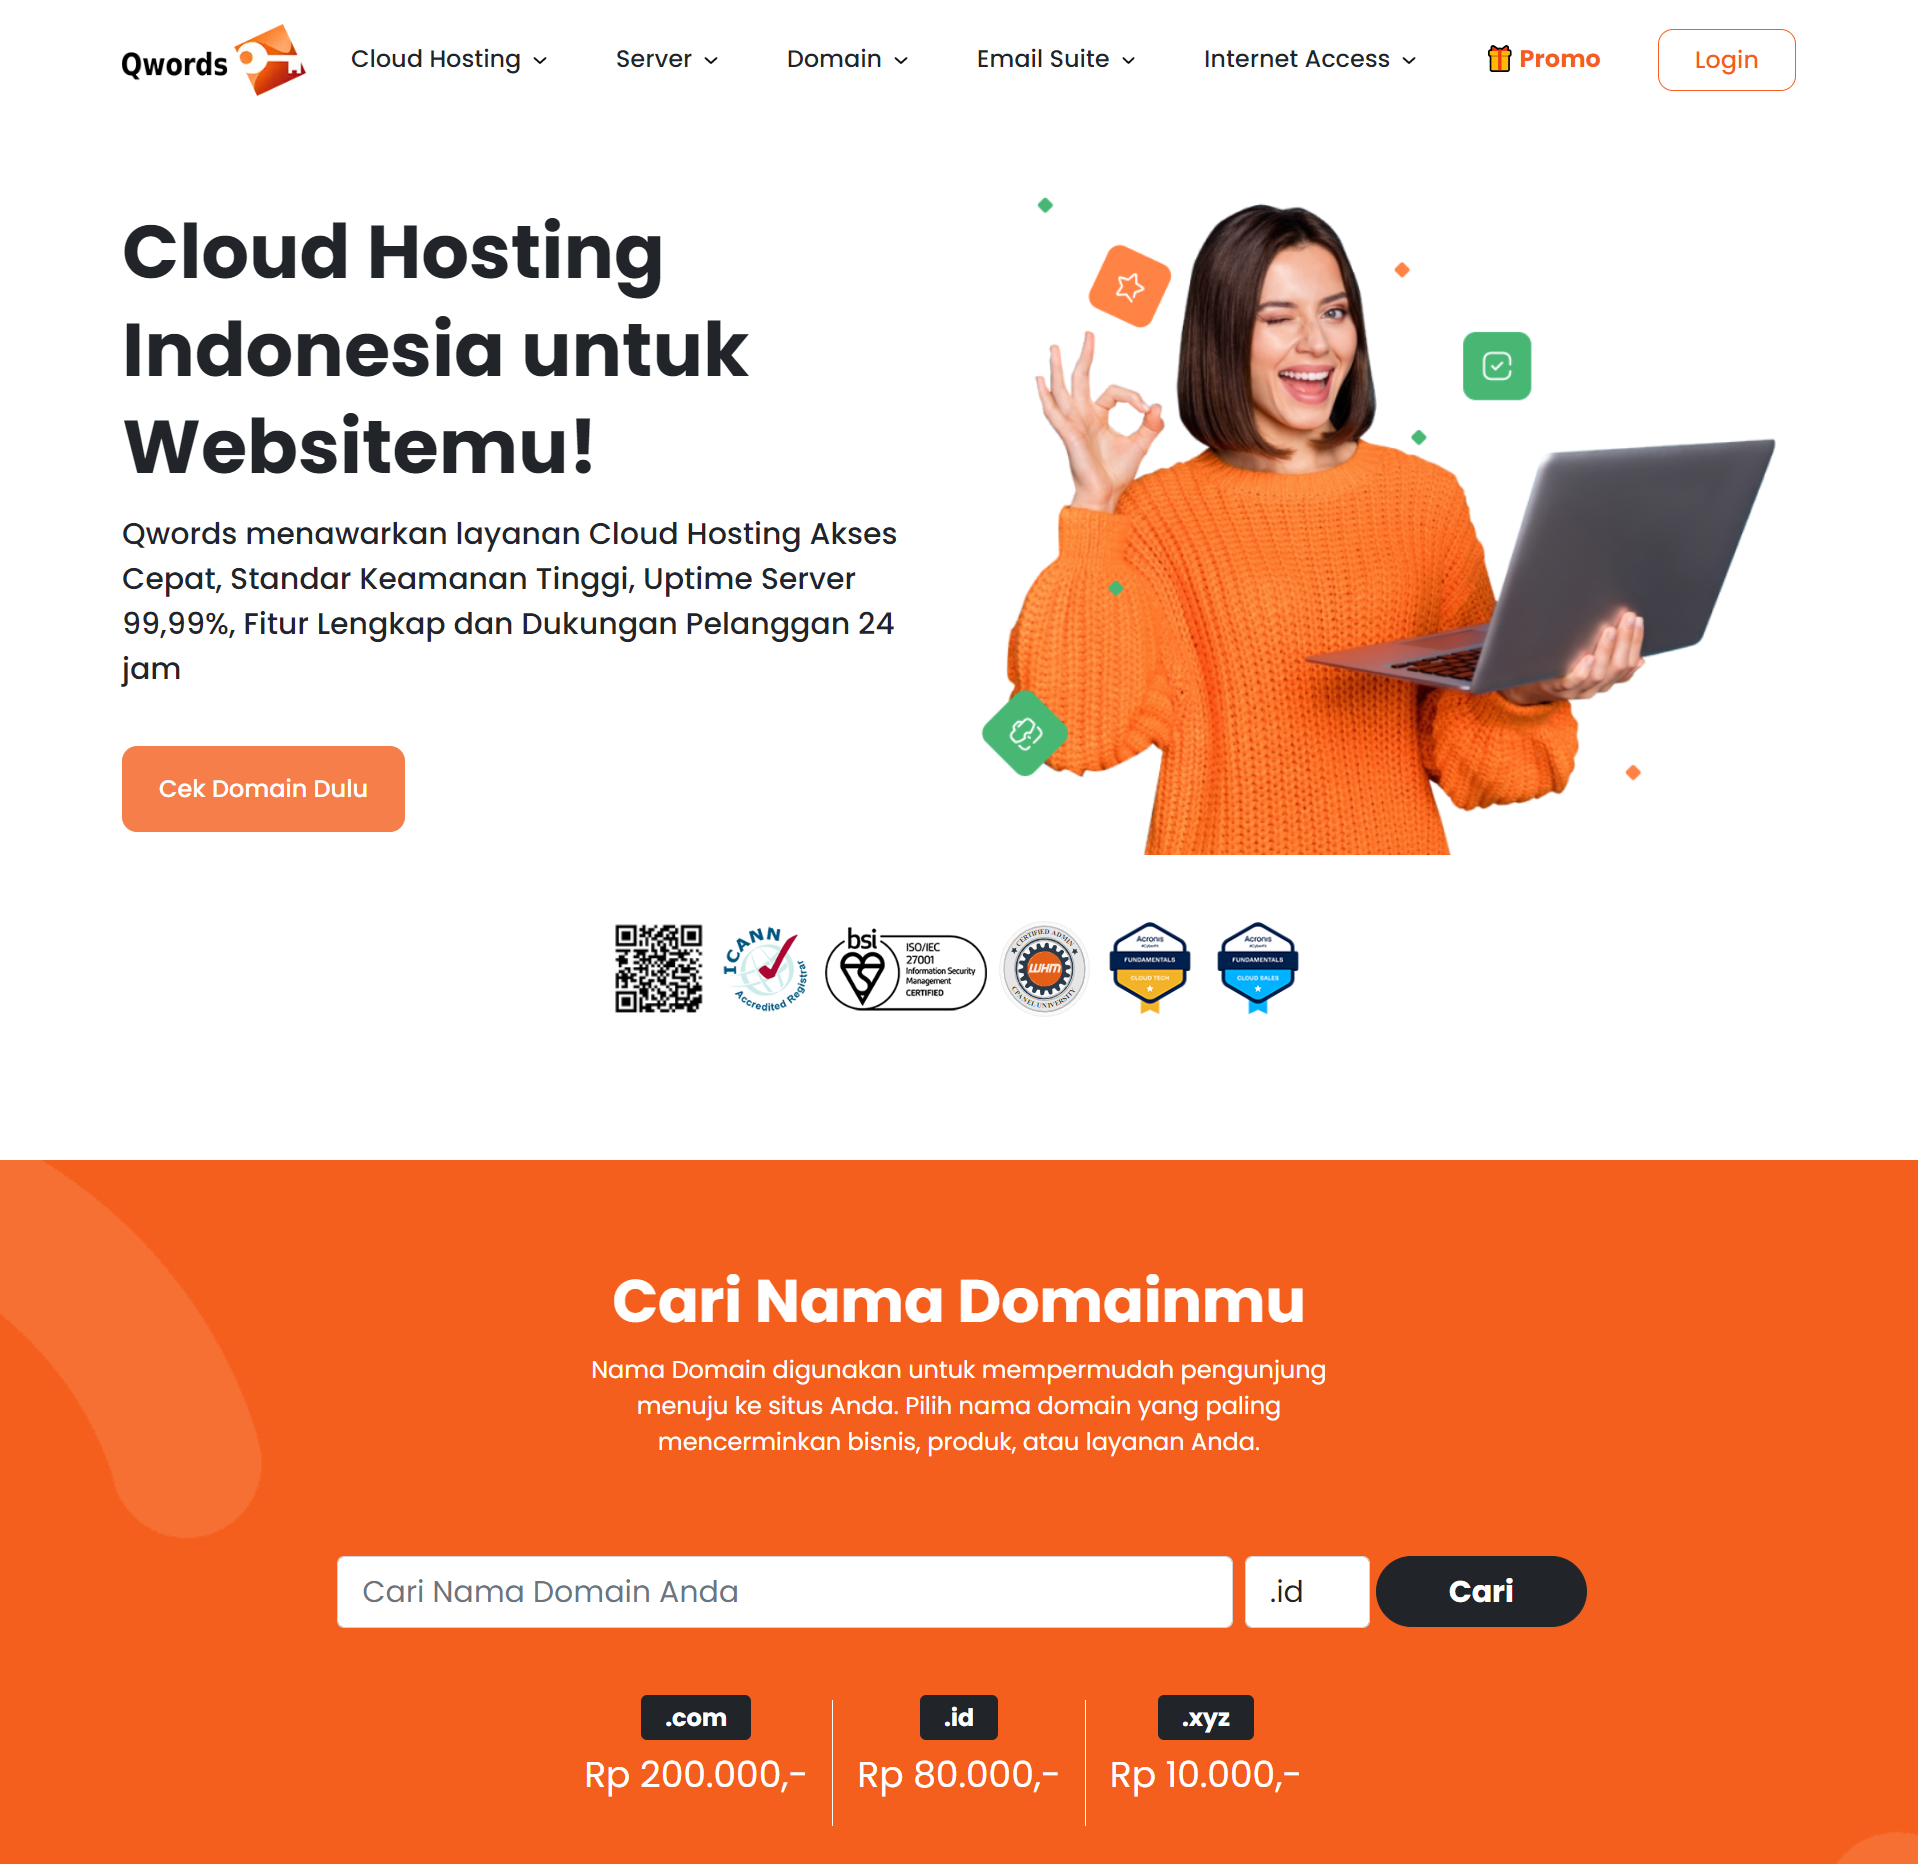 Qwords
Cloud Hosting
Server
Domain
Email Suite
Internet Access
Promo
Login
Cloud Hosting
Indonesia untuk
Websitemu!
Qwords menawarkan layanan Cloud Hosting Akses
Cepat, Standar Keamanan Tinggi, Uptime Server
99,99%, Fitur Lengkap dan Dukungan Pelanggan 24
jam
Cek Domain Dulu
ICANN
Accredited Registrar
bsi
ISO/IEC
27001
Information Security
Management
CERTIFIED
CERTIFIED ADMIN
WHM
CPANEL UNIVERSITY
Acronis
#CyberFit
FUNDAMENTALS
CLOUD TECH
Acronis
#CyberFit
FUNDAMENTALS
CLOUD SALES
Cari Nama Domainmu
Nama Domain digunakan untuk mempermudah pengunjung
menuju ke situs Anda. Pilih nama domain yang paling
mencerminkan bisnis, produk, atau layanan Anda.
Cari Nama Domain Anda
.id
Cari
.com
Rp 200.000,-
.id
Rp 80.000,-
.xyz
Rp 10.000,-